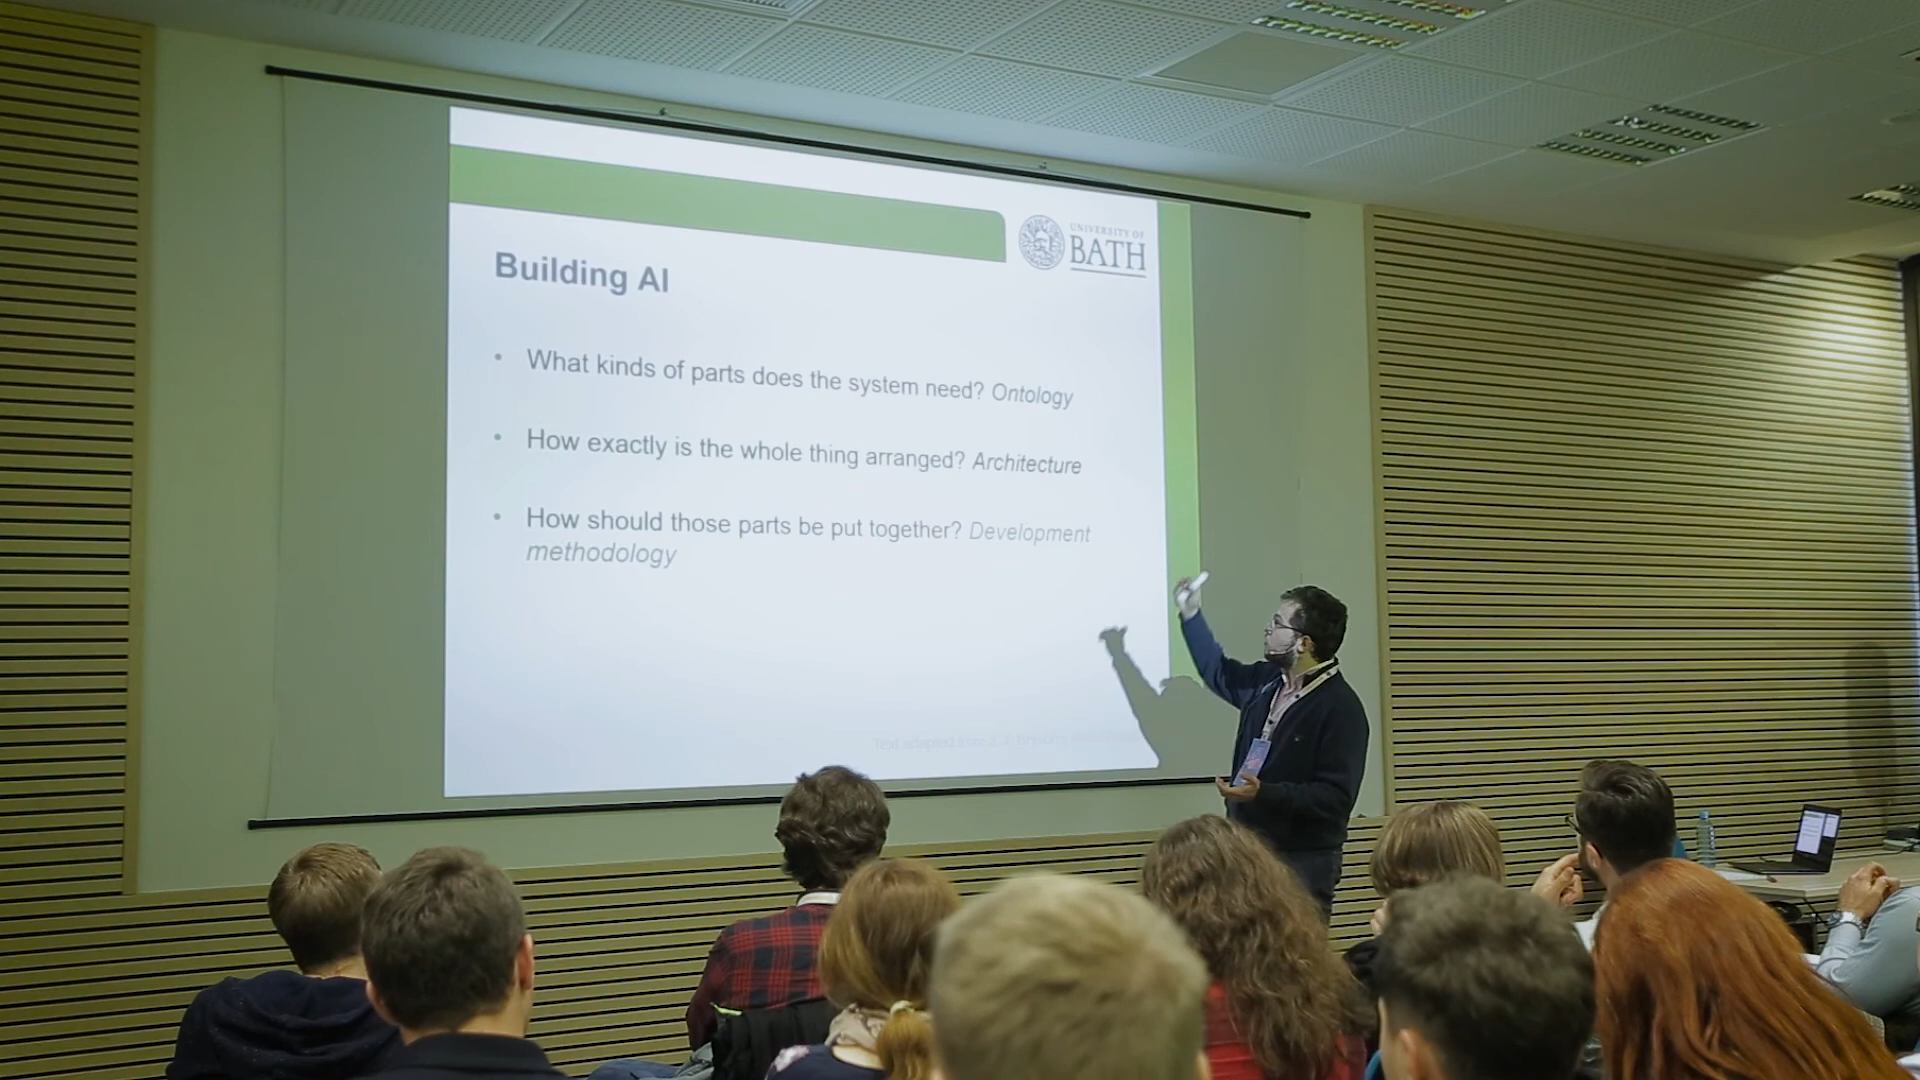 UNIVERSITY OF
BATH
Building AI
• What kinds of parts does the system need? Ontology
• How exactly is the whole thing arranged? Architecture
• How should those parts be put together? Development
methodology